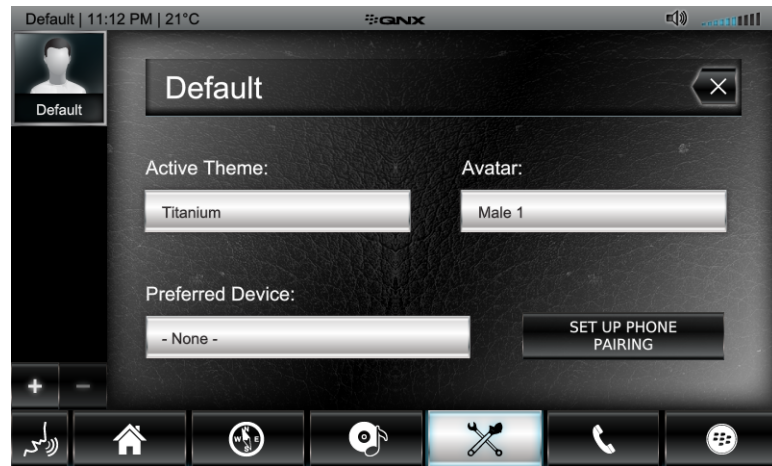 Default | 11:12 PM | 21°C
QNX
Default
Default
Active Theme:
Avatar:
Titanium
Male 1
Preferred Device:
- None -
SET UP PHONE
PAIRING
+
−
W
E